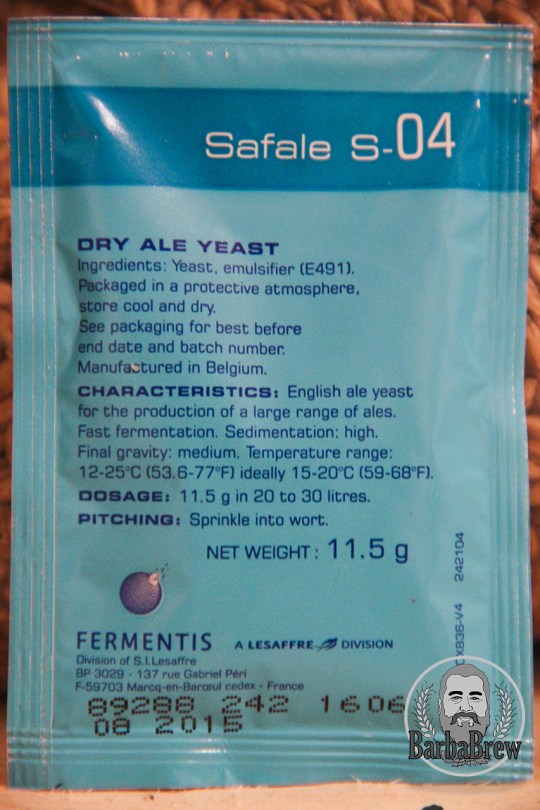 Safale S-04
DRY ALE YEAST
Ingredients: Yeast, emulsifier (E491).
Packaged in a protective atmosphere,
store cool and dry.
See packaging for best before
end date and batch number.
Manufactured in Belgium.
CHARACTERISTICS: English ale yeast
for the production of a large range of ales.
Fast fermentation. Sedimentation: high.
Final gravity: medium. Temperature range:
12-25°C (53.6-77°F) ideally 15-20°C (59-68°F).
DOSAGE: 11.5 g in 20 to 30 litres.
PITCHING: Sprinkle into wort.
NET WEIGHT: 11.5 g
242104
X836-V4
FERMENTIS A LESAFFRE DIVISION
Division of S.I.Lesaffre
BP 3029 - 137 rue Gabriel Péri
F-59703 Marcq-en-Barœul cedex - France
89288 242 1606
08 2015
BarbaBrew